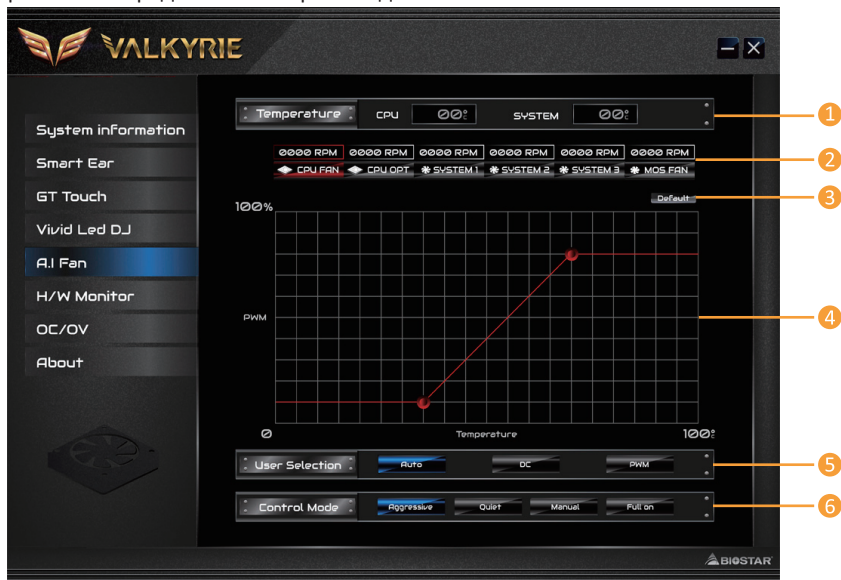 VALKYRIE
System information
Smart Ear
GT Touch
Vivid Led DJ
A.I Fan
H/W Monitor
OC/OV
About
Temperature CPU 00°C SYSTEM 00°C 1
0000 RPM 0000 RPM 0000 RPM 0000 RPM 0000 RPM 0000 RPM 2
CPU FAN CPU OPT SYSTEM 1 SYSTEM 2 SYSTEM 3 MOS FAN
Default 3
100%
PWM 4
0 Temperature 100°C
User Selection Auto DC PWM 5
Control Mode Aggressive Quiet Manual Full on 6
BIOSTAR